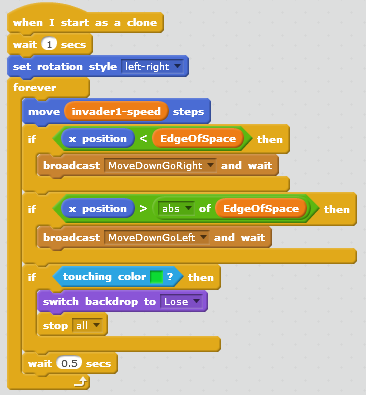 when I start as a clone
wait 1 secs
set rotation style left-right
forever
move invader1-speed steps
if x position < EdgeOfSpace then
broadcast MoveDownGoRight and wait
if x position > abs of EdgeOfSpace then
broadcast MoveDownGoLeft and wait
if touching color ? then
switch backdrop to Lose
stop all
wait 0.5 secs